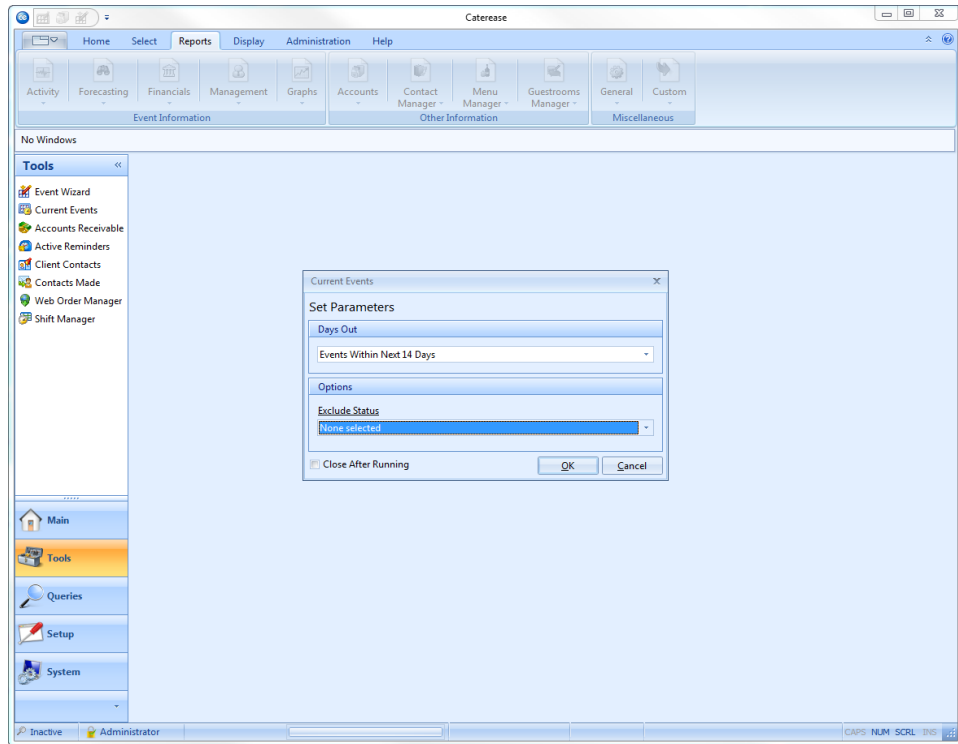 Caterease
Home Select Reports Display Administration Help
Activity Forecasting Financials Management Graphs Accounts Contact Manager Menu Manager Guestrooms Manager General Custom
Event Information Other Information Miscellaneous
No Windows
Tools
Event Wizard
Current Events
Accounts Receivable
Active Reminders
Client Contacts
Contacts Made
Web Order Manager
Shift Manager
Current Events
Set Parameters
Days Out
Events Within Next 14 Days
Options
Exclude Status
None selected
Close After Running OK Cancel
Main
Tools
Queries
Setup
System
Inactive Administrator CAPS NUM SCRL INS